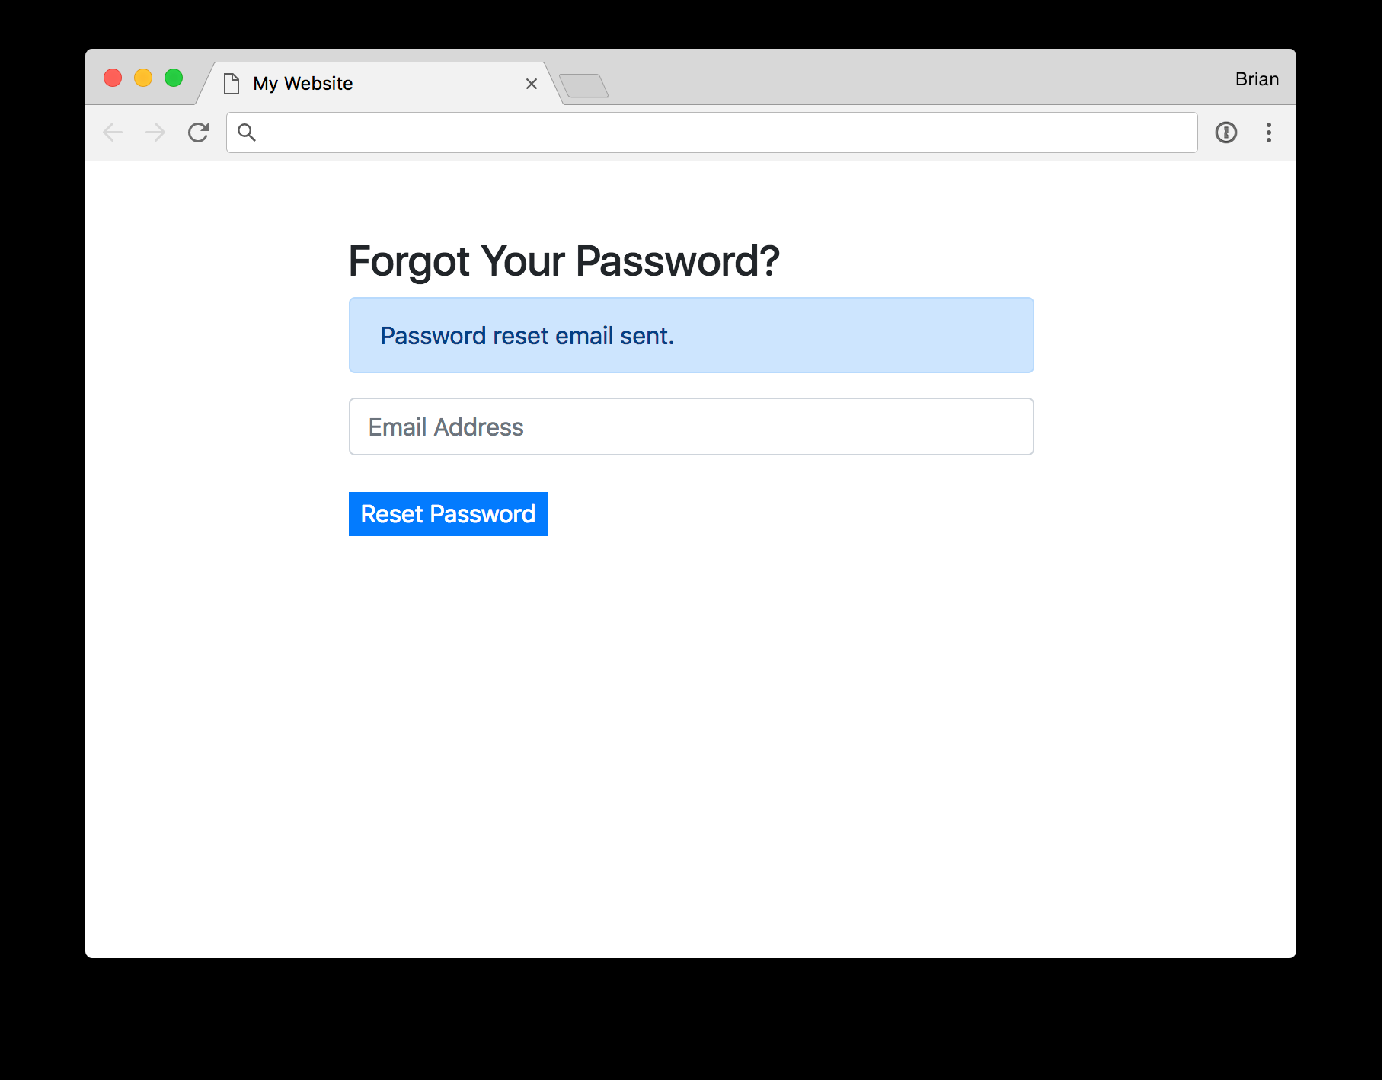 My Website
Brian
Forgot Your Password?
Password reset email sent.
Email Address
Reset Password